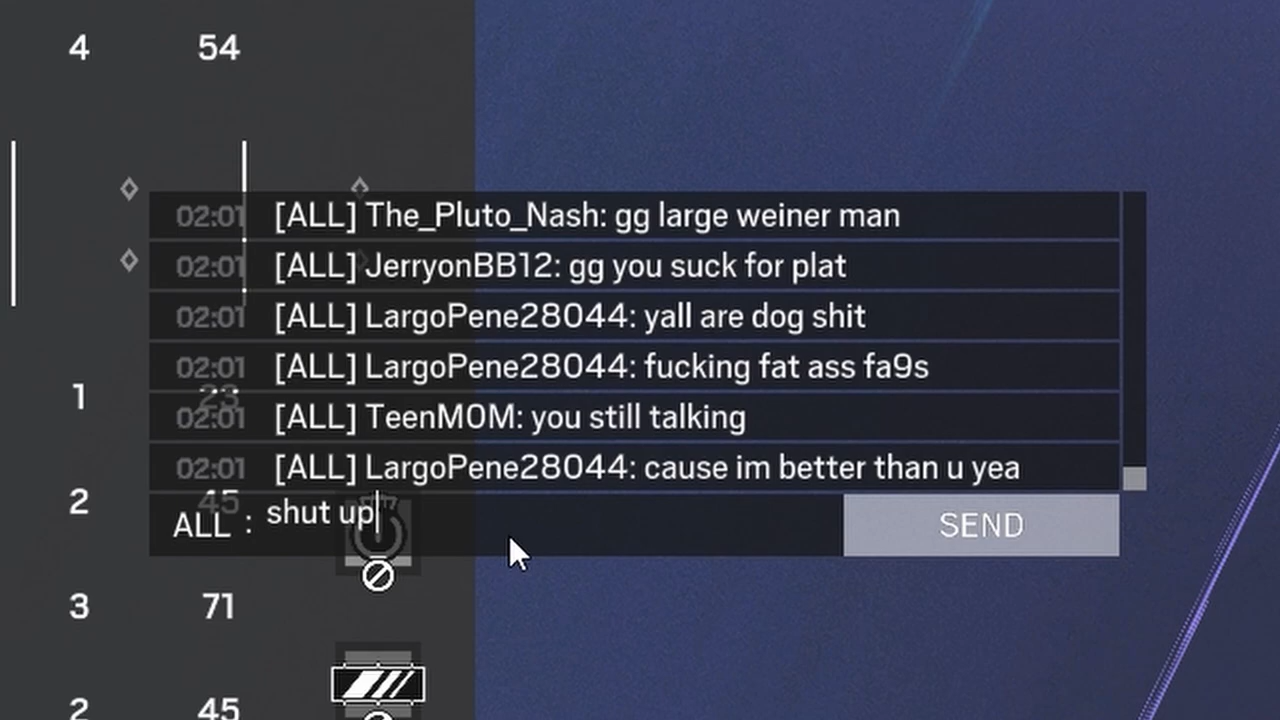 4 54
02:01 [ALL] The_Pluto_Nash: gg large weiner man
02:01 [ALL] JerryonBB12: gg you suck for plat
02:01 [ALL] LargoPene28044: yall are dog shit
02:01 [ALL] LargoPene28044: fucking fat ass fa9s
1 23
02:01 [ALL] TeenMOM: you still talking
02:01 [ALL] LargoPene28044: cause im better than u yea
2 45
ALL : shut up SEND
3 71
2 45